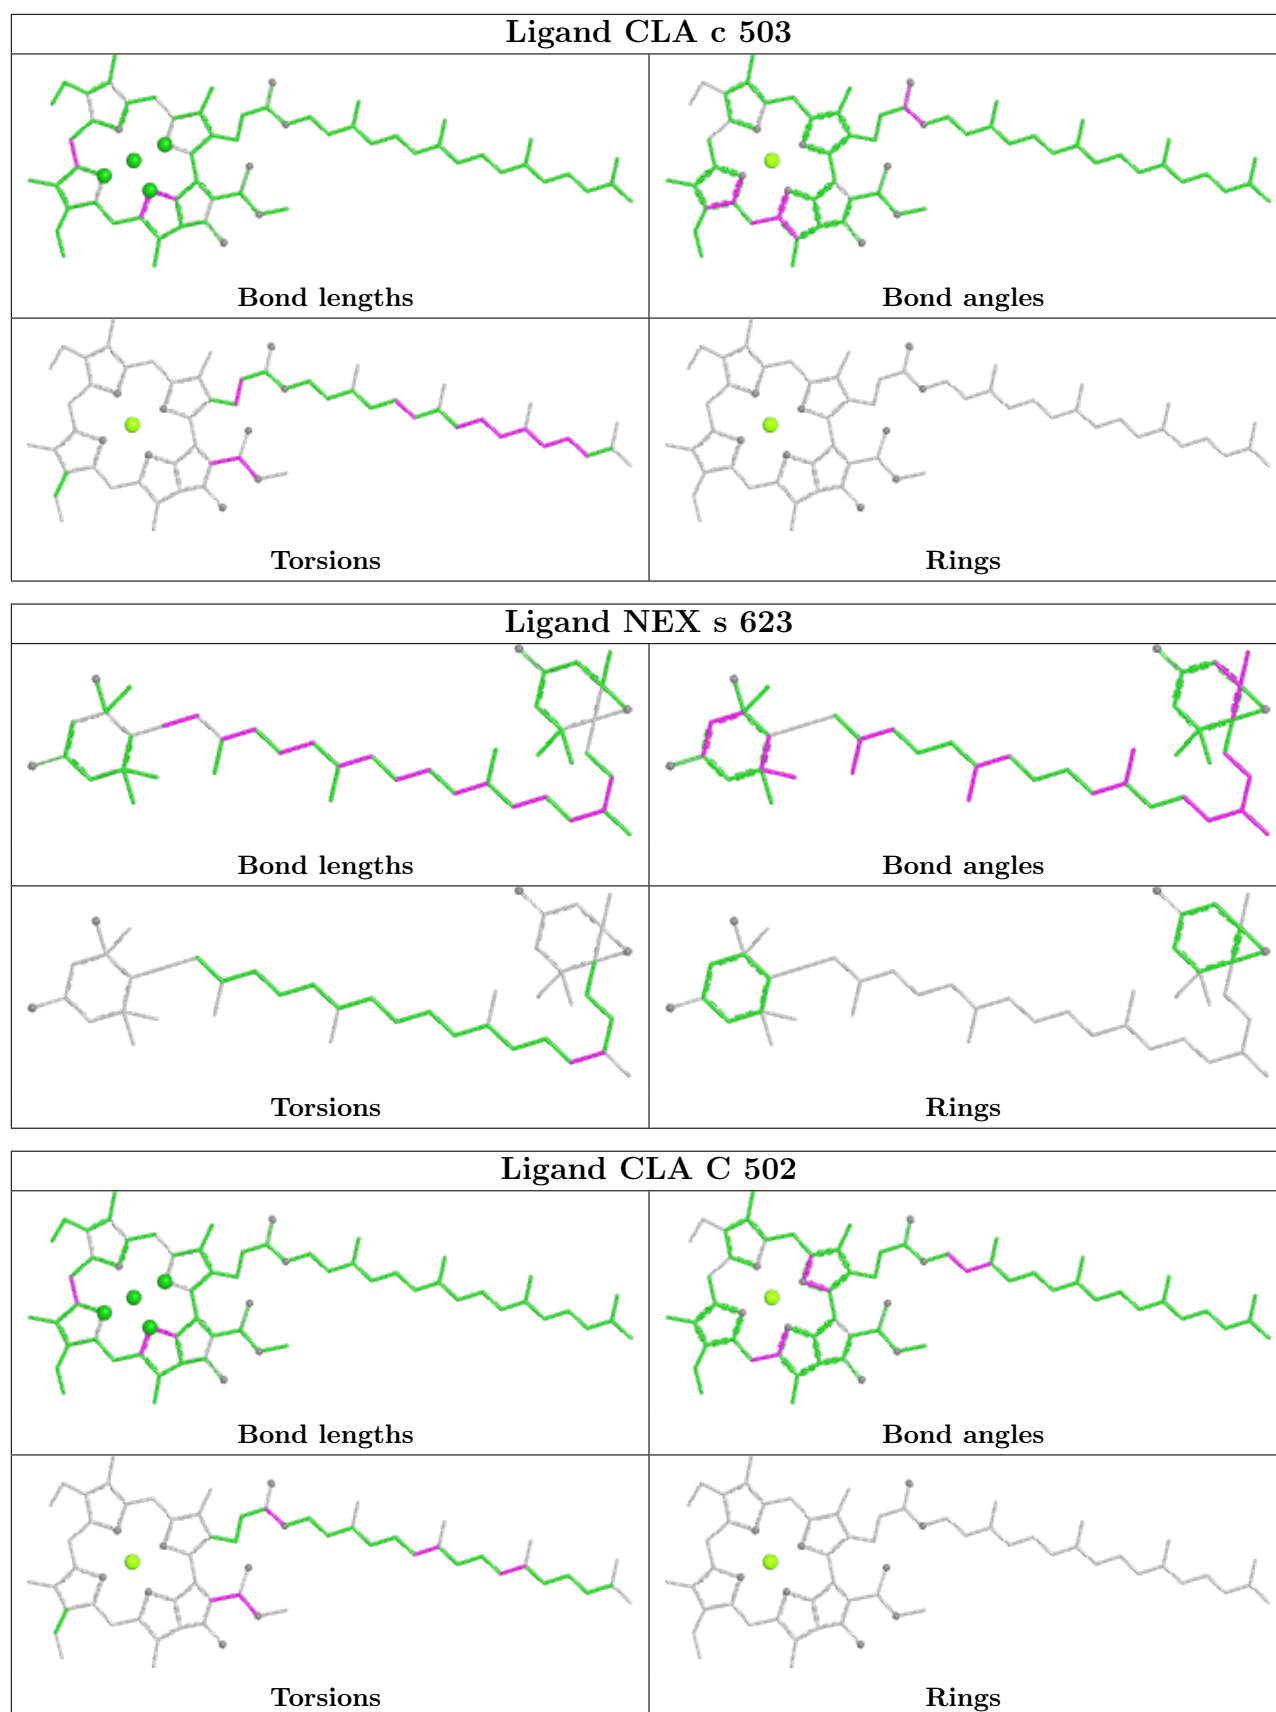 Ligand CLA c 503
Bond lengths
Bond angles
Torsions
Rings
Ligand NEX s 623
Bond lengths
Bond angles
Torsions
Rings
Ligand CLA C 502
Bond lengths
Bond angles
Torsions
Rings